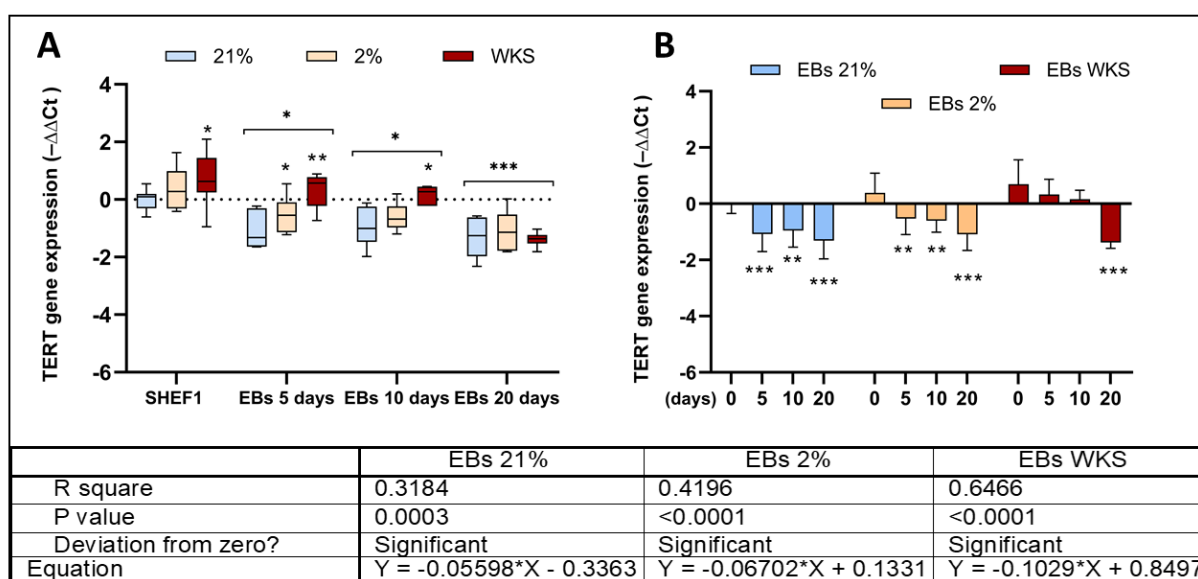 A
21% 2% WKS
TERT gene expression (−ΔΔCt)
4
2
0
-2
-4
-6
*
*
* **
*
*
***
SHEF1 EBs 5 days EBs 10 days EBs 20 days
B
EBs 21% EBs WKS
EBs 2%
TERT gene expression (−ΔΔCt)
4
2
0
-2
-4
-6
*** ** *** ** ** *** ***
(days) 0 5 10 20 0 5 10 20 0 5 10 20
EBs 21% EBs 2% EBs WKS
R square 0.3184 0.4196 0.6466
P value 0.0003 <0.0001 <0.0001
Deviation from zero? Significant Significant Significant
Equation Y = -0.05598*X - 0.3363 Y = -0.06702*X + 0.1331 Y = -0.1029*X + 0.8497